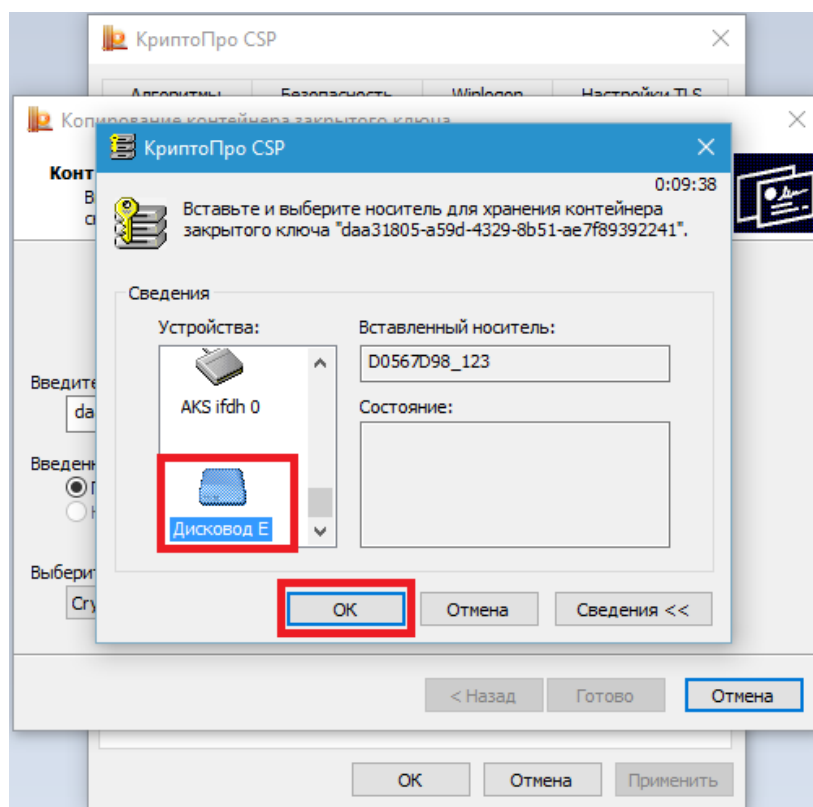 КриптоПро CSP
Алгоритмы Безопасность Winlogon Настройки TLS
Копирование контейнера закрытого ключа
КриптоПро CSP
0:09:38
Вставьте и выберите носитель для хранения контейнера
закрытого ключа "daa31805-a59d-4329-8b51-ae7f89392241".
Сведения
Устройства:
Вставленный носитель:
D0567D98_123
AKS ifdh 0
Состояние:
Дисковод E
ОК Отмена Сведения <<
< Назад Готово Отмена
ОК Отмена Применить